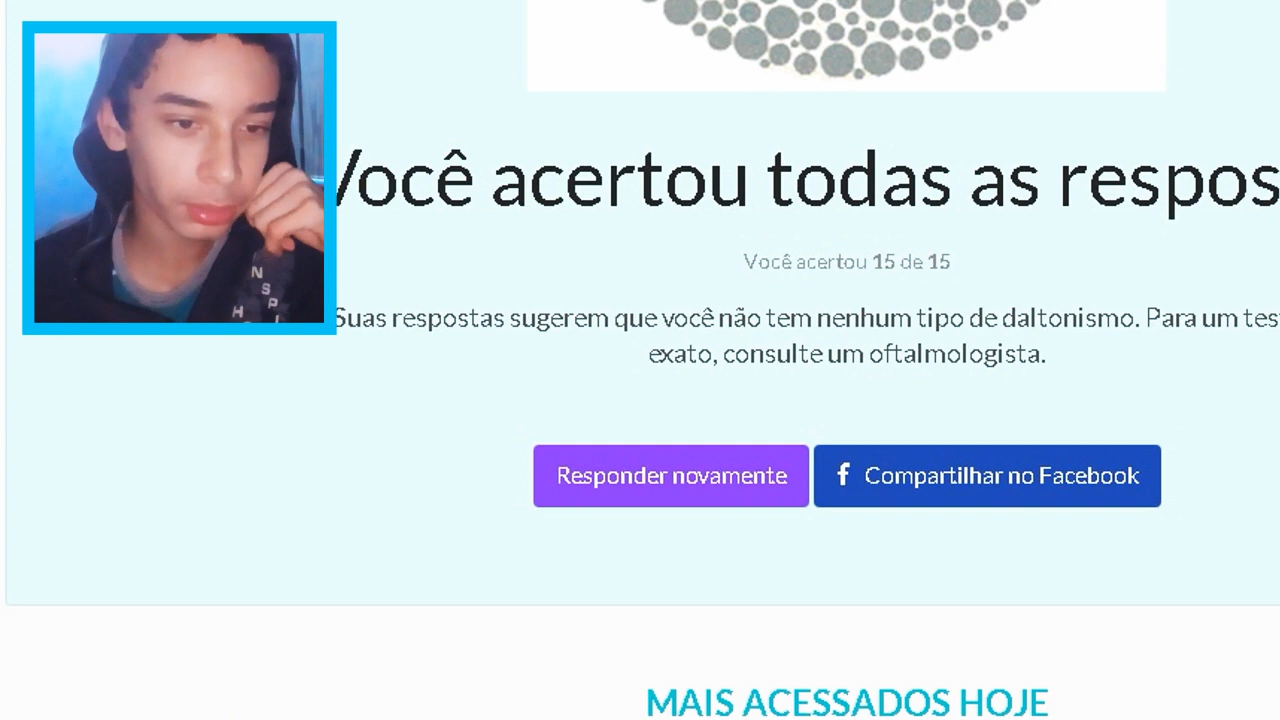 Você acertou todas as respos
Você acertou 15 de 15
Suas respostas sugerem que você não tem nenhum tipo de daltonismo. Para um tes
exato, consulte um oftalmologista.
Responder novamente
f Compartilhar no Facebook
MAIS ACESSADOS HOJE